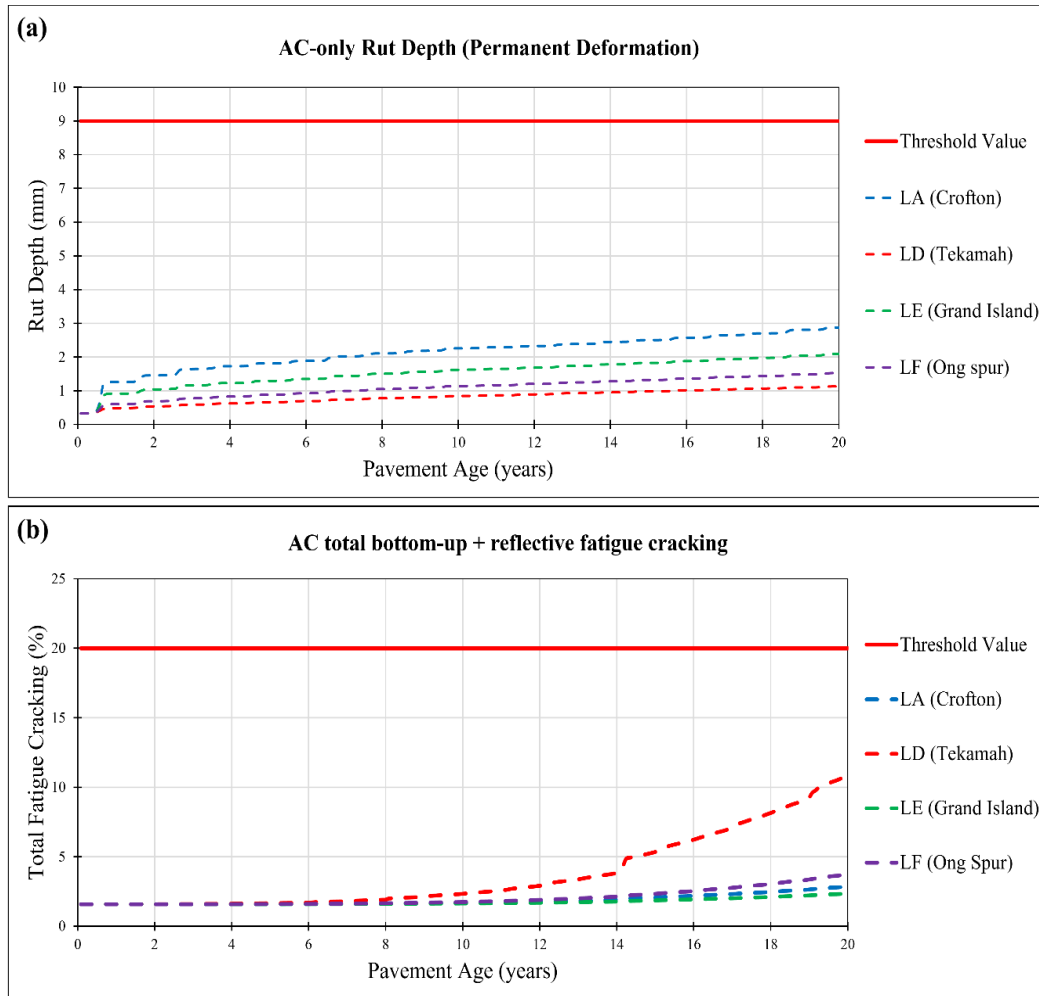 (a)
AC-only Rut Depth (Permanent Deformation)
Rut Depth (mm)
10
9
8
7
6
5
4
3
2
1
0
0 2 4 6 8 10 12 14 16 18 20
Pavement Age (years)
Threshold Value
LA (Crofton)
LD (Tekamah)
LE (Grand Island)
LF (Ong spur)
(b)
AC total bottom-up + reflective fatigue cracking
Total Fatigue Cracking (%)
25
20
15
10
5
0
0 2 4 6 8 10 12 14 16 18 20
Pavement Age (years)
Threshold Value
LA (Crofton)
LD (Tekamah)
LE (Grand Island)
LF (Ong Spur)